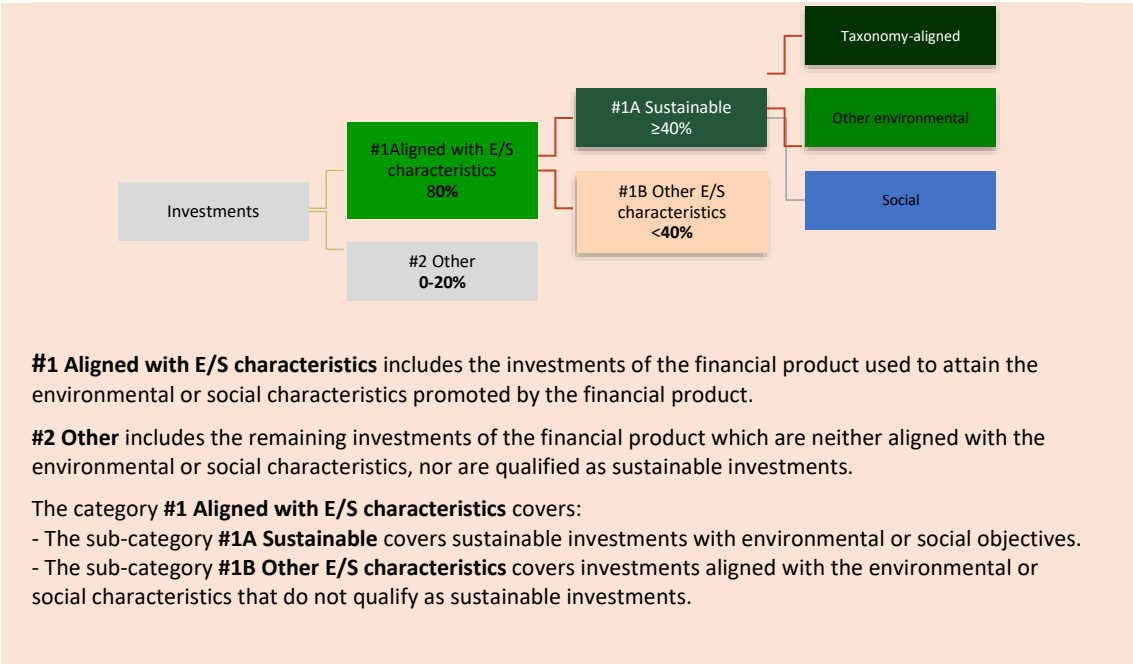 Taxonomy-aligned
#1A Sustainable
≥40%
Other environmental
#1Aligned with E/S
characteristics
80%
#1B Other E/S
characteristics
<40%
Social
Investments
#2 Other
0-20%
#1 Aligned with E/S characteristics includes the investments of the financial product used to attain the
environmental or social characteristics promoted by the financial product.
#2 Other includes the remaining investments of the financial product which are neither aligned with the
environmental or social characteristics, nor are qualified as sustainable investments.
The category #1 Aligned with E/S characteristics covers:
- The sub-category #1A Sustainable covers sustainable investments with environmental or social objectives.
- The sub-category #1B Other E/S characteristics covers investments aligned with the environmental or
social characteristics that do not qualify as sustainable investments.